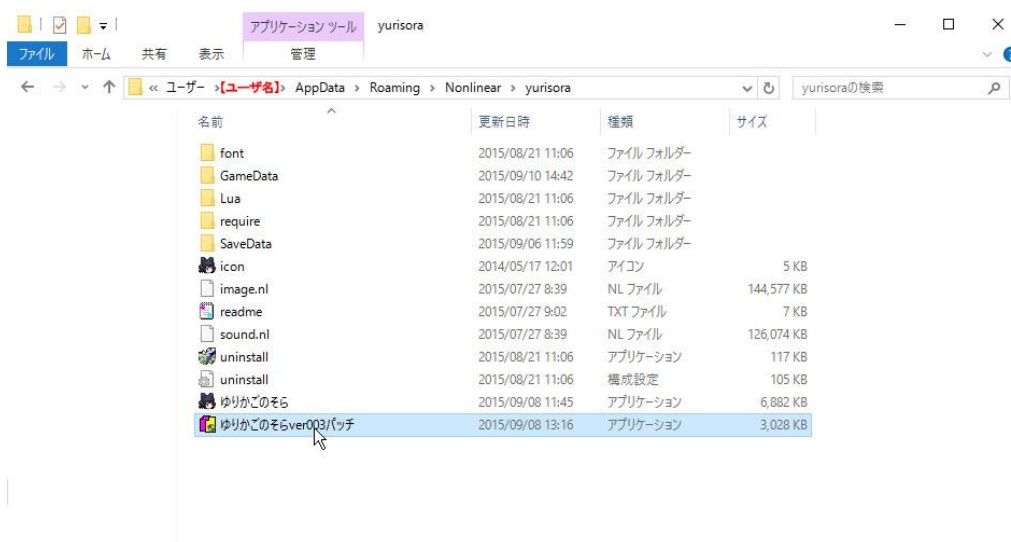 アプリケーション ツール yurisora
ファイル ホーム 共有 表示 管理
« ユーザー ›【ユーザ名】› AppData › Roaming › Nonlinear › yurisora yurisoraの検索
名前 更新日時 種類 サイズ
font 2015/08/21 11:06 ファイル フォルダー
GameData 2015/09/10 14:42 ファイル フォルダー
Lua 2015/08/21 11:06 ファイル フォルダー
require 2015/08/21 11:06 ファイル フォルダー
SaveData 2015/09/06 11:59 ファイル フォルダー
icon 2014/05/17 12:01 アイコン 5 KB
image.nl 2015/07/27 8:39 NL ファイル 144,577 KB
readme 2015/07/27 9:02 TXT ファイル 7 KB
sound.nl 2015/07/27 8:39 NL ファイル 126,074 KB
uninstall 2015/08/21 11:06 アプリケーション 117 KB
uninstall 2015/08/21 11:06 構成設定 105 KB
ゆりかごのそら 2015/09/08 11:45 アプリケーション 6,882 KB
ゆりかごのそらver003パッチ 2015/09/08 13:16 アプリケーション 3,028 KB